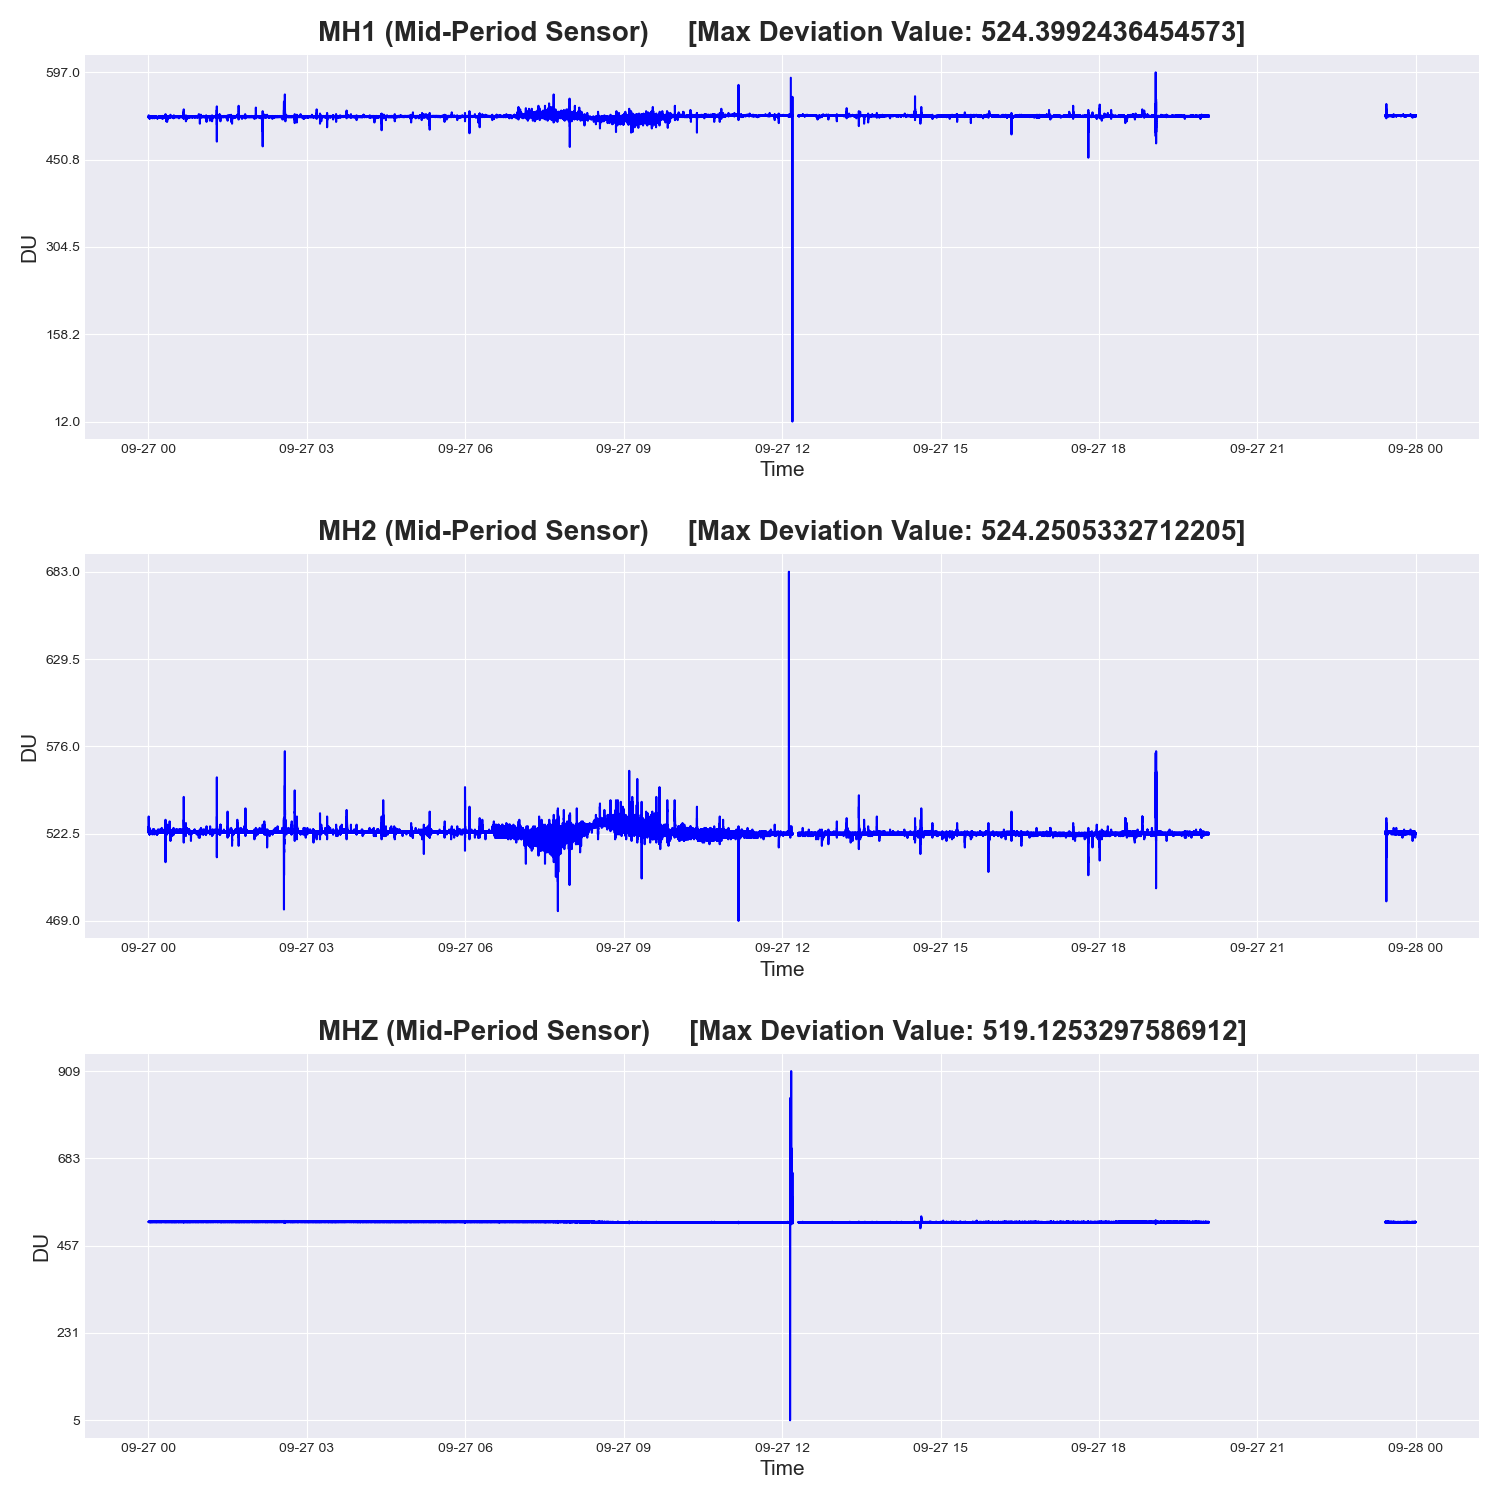 MH1 (Mid-Period Sensor) [Max Deviation Value: 524.3992436454573]
597.0
450.8
304.5
158.2
12.0
DU
09-27 00 09-27 03 09-27 06 09-27 09 09-27 12 09-27 15 09-27 18 09-27 21 09-28 00
Time
MH2 (Mid-Period Sensor) [Max Deviation Value: 524.2505332712205]
683.0
629.5
576.0
522.5
469.0
DU
09-27 00 09-27 03 09-27 06 09-27 09 09-27 12 09-27 15 09-27 18 09-27 21 09-28 00
Time
MHZ (Mid-Period Sensor) [Max Deviation Value: 519.1253297586912]
909
683
457
231
5
DU
09-27 00 09-27 03 09-27 06 09-27 09 09-27 12 09-27 15 09-27 18 09-27 21 09-28 00
Time